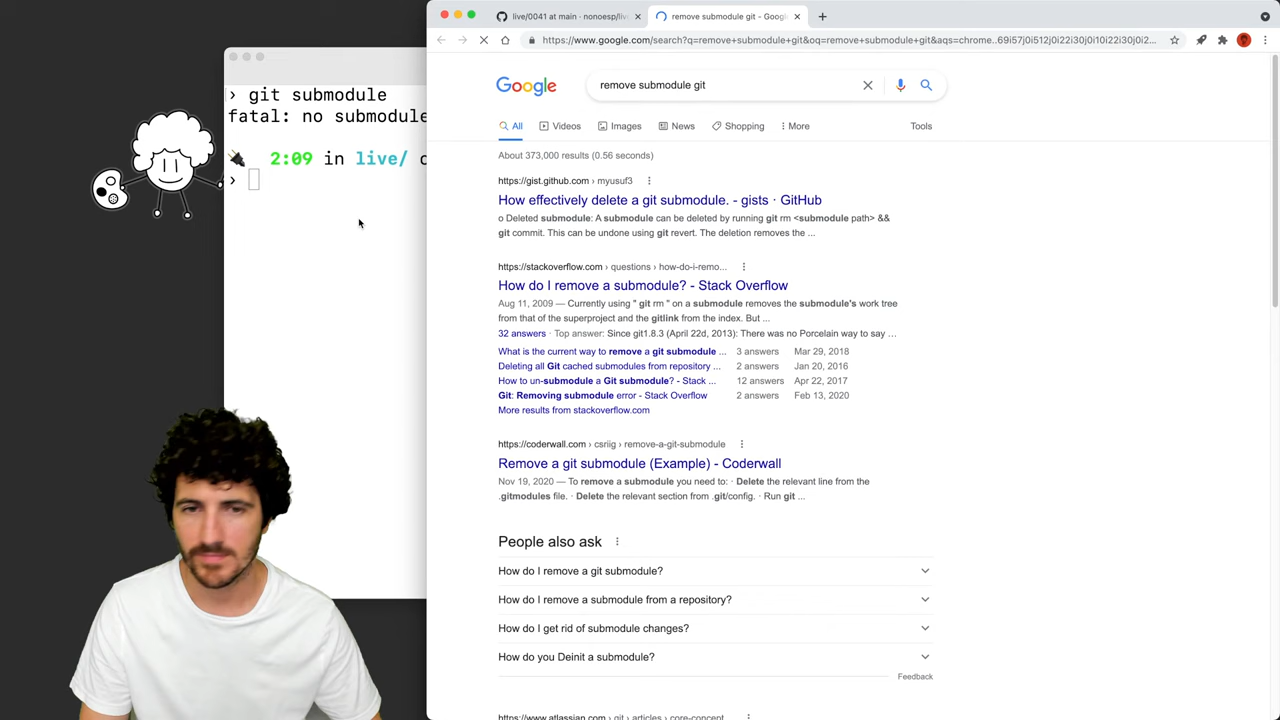 live/0041 at main · nonoesp/liv
remove submodule git - Googl
https://www.google.com/search?q=remove+submodule+git&oq=remove+submodule+git&aqs=chrome..69i57j0i512j0i22i30j0i10i22i30j0i2...
› git submodule
fatal: no submodule
2:09 in live/ c
›
Google
remove submodule git
All
Videos
Images
News
Shopping
More
Tools
About 373,000 results (0.56 seconds)
https://gist.github.com › myusuf3
How effectively delete a git submodule. - gists · GitHub
o Deleted submodule: A submodule can be deleted by running git rm <submodule path> &&
git commit. This can be undone using git revert. The deletion removes the ...
https://stackoverflow.com › questions › how-do-i-remo...
How do I remove a submodule? - Stack Overflow
Aug 11, 2009 — Currently using " git rm " on a submodule removes the submodule's work tree
from that of the superproject and the gitlink from the index. But ...
32 answers · Top answer: Since git1.8.3 (April 22d, 2013): There was no Porcelain way to say ...
What is the current way to remove a git submodule ... 3 answers Mar 29, 2018
Deleting all Git cached submodules from repository ... 2 answers Jan 20, 2016
How to un-submodule a Git submodule? - Stack ... 12 answers Apr 22, 2017
Git: Removing submodule error - Stack Overflow 2 answers Feb 13, 2020
More results from stackoverflow.com
https://coderwall.com › csriig › remove-a-git-submodule
Remove a git submodule (Example) - Coderwall
Nov 19, 2020 — To remove a submodule you need to: · Delete the relevant line from the
.gitmodules file. · Delete the relevant section from .git/config. · Run git ...
People also ask
How do I remove a git submodule?
How do I remove a submodule from a repository?
How do I get rid of submodule changes?
How do you Deinit a submodule?
Feedback
https://www.atlassian.com › git › articles › core-concept